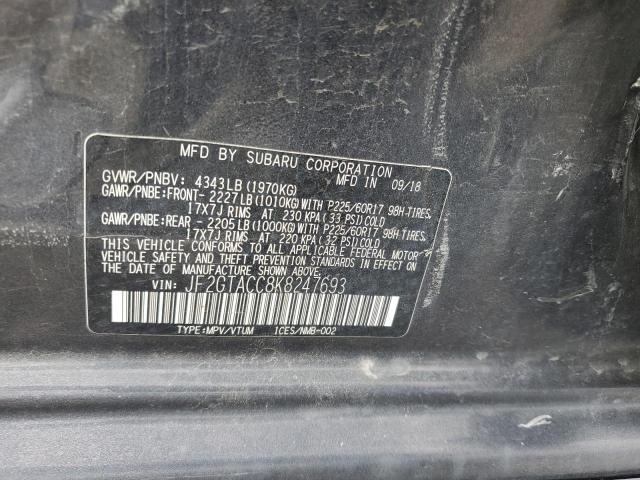 MFD BY SUBARU CORPORATION
GVWR/PNBV: 4343LB (1970KG) MFD IN 09/18
GAWR/PNBE: FRONT- 2227LB (1010KG) WITH P225/60R17 98H-TIRES,
17X7J RIMS AT 230 KPA (33 PSI) COLD
GAWR/PNBE: REAR - 2205LB (1000KG) WITH P225/60R17 98H-TIRES,
17X7J RIMS AT 220 KPA (32 PSI) COLD
THIS VEHICLE CONFORMS TO ALL APPLICABLE FEDERAL MOTOR
VEHICLE SAFETY AND THEFT PREVENTION STANDARDS IN EFFECT
ON THE DATE OF MANUFACTURE SHOWN ABOVE.
VIN: JF2GTACC8K8247693
TYPE:MPV/VTUM ICES/NMB-002